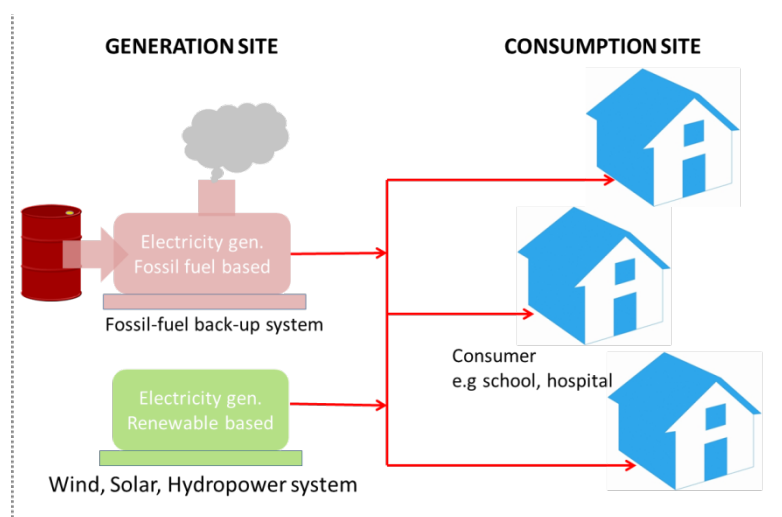 GENERATION SITE
CONSUMPTION SITE
Electricity gen.
Fossil fuel based
Fossil-fuel back-up system
Consumer
e.g school, hospital
Electricity gen.
Renewable based
Wind, Solar, Hydropower system